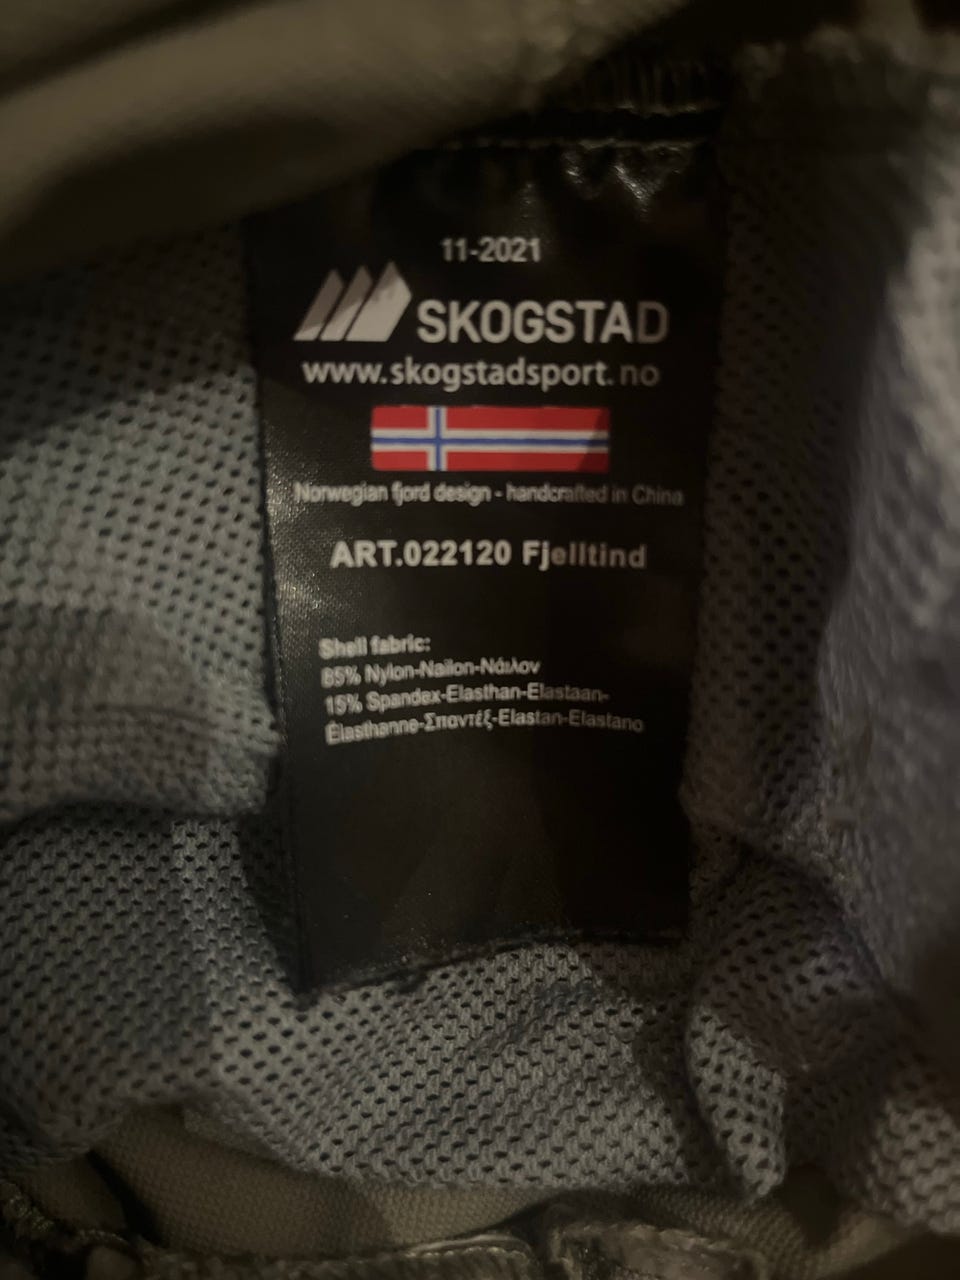 11-2021
SKOGSTAD
www.skogstadsport.no
Norwegian fjord design - handcrafted in China
ART.022120 Fjelltind
Shell fabric:
85% Nylon-Nailon-Νάυλον
15% Spandex-Elasthan-Elastaan-
Élasthanne-Σπαντέξ-Elastan-Elastano